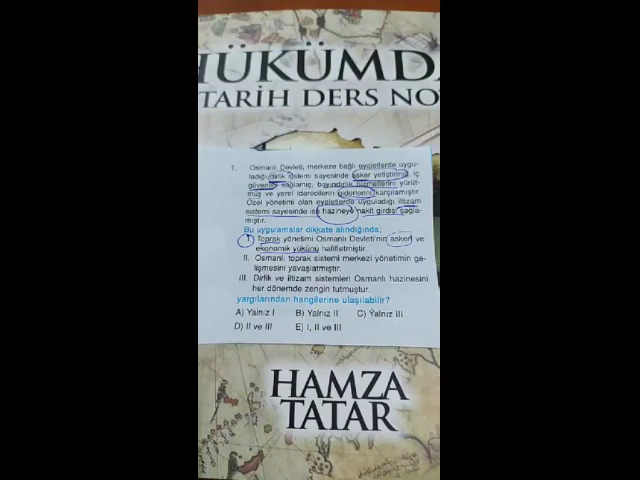 HÜKÜMDA
TARİH DERS NO
1. Osmanlı Devleti, merkeze bağlı eyaletlerde uygu-
ladığı dirlik sistemi sayesinde asker yetiştirmiş, iç
güvenliği sağlamış, bayındırlık hizmetlerini yürüt-
müş ve yerel idarecilerin giderlerini karşılamıştır.
Özel yönetimi olan eyaletlerde uyguladığı iltizam
sistemi sayesinde ise hazineye nakit girdisi sağla-
mıştır.
Bu uygulamalar dikkate alındığında;
I. Toprak yönetimi Osmanlı Devleti'nin askerî ve
ekonomik yükünü hafifletmiştir.
II. Osmanlı toprak sistemi merkezi yönetimin ge-
lişmesini yavaşlatmıştır.
III. Dirlik ve iltizam sistemleri Osmanlı hazinesini
her dönemde zengin tutmuştur.
yargılarından hangilerine ulaşılabilir?
A) Yalnız I B) Yalnız II C) Yalnız III
D) II ve III E) I, II ve III
HAMZA
TATAR